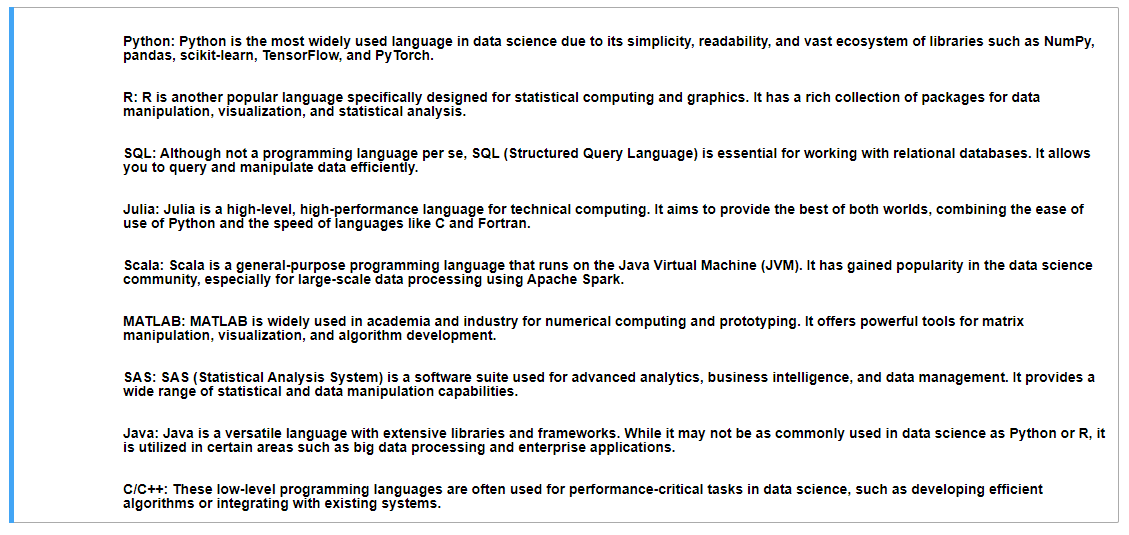 Python: Python is the most widely used language in data science due to its simplicity, readability, and vast ecosystem of libraries such as NumPy,
pandas, scikit-learn, TensorFlow, and PyTorch.
R: R is another popular language specifically designed for statistical computing and graphics. It has a rich collection of packages for data
manipulation, visualization, and statistical analysis.
SQL: Although not a programming language per se, SQL (Structured Query Language) is essential for working with relational databases. It allows
you to query and manipulate data efficiently.
Julia: Julia is a high-level, high-performance language for technical computing. It aims to provide the best of both worlds, combining the ease of
use of Python and the speed of languages like C and Fortran.
Scala: Scala is a general-purpose programming language that runs on the Java Virtual Machine (JVM). It has gained popularity in the data science
community, especially for large-scale data processing using Apache Spark.
MATLAB: MATLAB is widely used in academia and industry for numerical computing and prototyping. It offers powerful tools for matrix
manipulation, visualization, and algorithm development.
SAS: SAS (Statistical Analysis System) is a software suite used for advanced analytics, business intelligence, and data management. It provides a
wide range of statistical and data manipulation capabilities.
Java: Java is a versatile language with extensive libraries and frameworks. While it may not be as commonly used in data science as Python or R, it
is utilized in certain areas such as big data processing and enterprise applications.
C/C++: These low-level programming languages are often used for performance-critical tasks in data science, such as developing efficient
algorithms or integrating with existing systems.